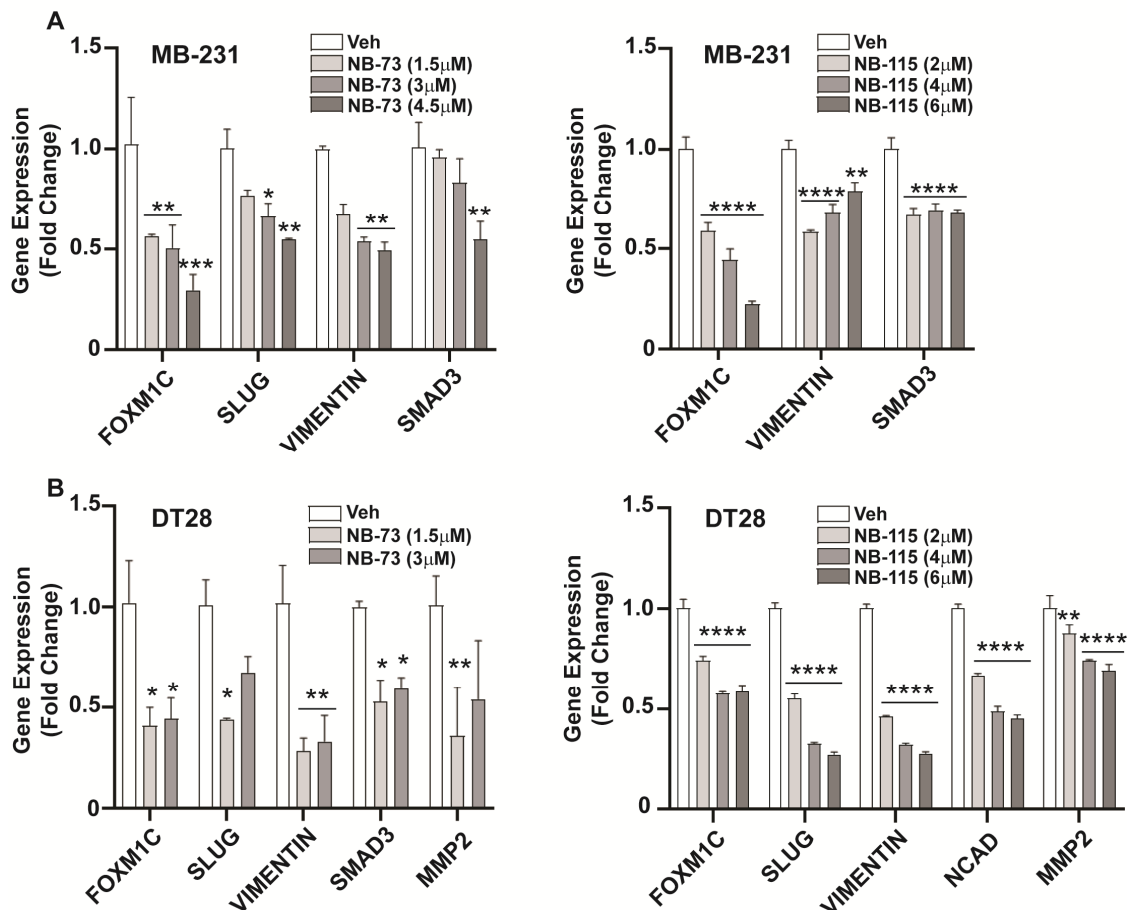 A
MB-231
Veh
NB-73 (1.5μM)
NB-73 (3μM)
NB-73 (4.5μM)
Gene Expression
(Fold Change)
1.5
1.0
0.5
0
**
***
*
**
**
**
FOXM1C
SLUG
VIMENTIN
SMAD3
MB-231
Veh
NB-115 (2μM)
NB-115 (4μM)
NB-115 (6μM)
Gene Expression
(Fold Change)
1.5
1.0
0.5
0
****
****
**
****
FOXM1C
VIMENTIN
SMAD3
B
DT28
Veh
NB-73 (1.5μM)
NB-73 (3μM)
Gene Expression
(Fold Change)
1.5
1.0
0.5
0
*
*
*
**
*
*
**
FOXM1C
SLUG
VIMENTIN
SMAD3
MMP2
DT28
Veh
NB-115 (2μM)
NB-115 (4μM)
NB-115 (6μM)
Gene Expression
(Fold Change)
1.5
1.0
0.5
0
****
****
****
****
**
****
FOXM1C
SLUG
VIMENTIN
NCAD
MMP2